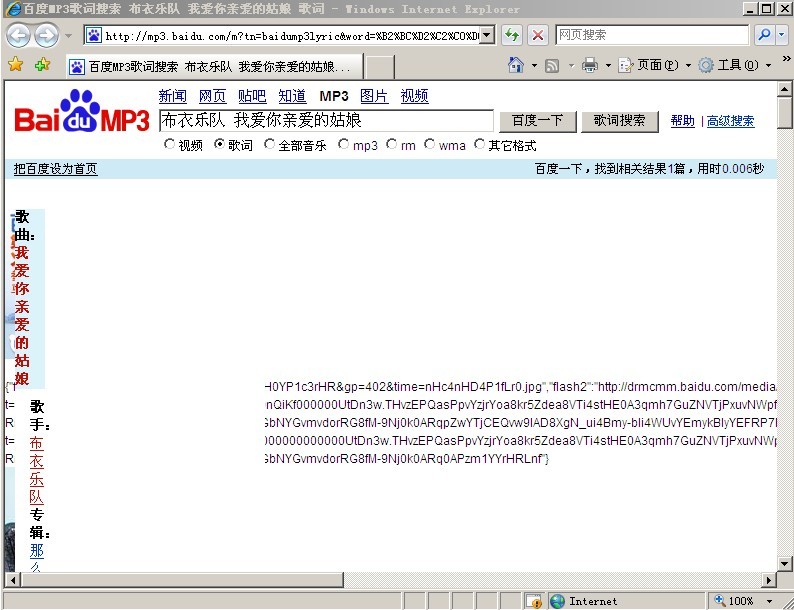 百度MP3歌词搜索 布衣乐队 我爱你亲爱的姑娘 歌词 - Windows Internet Explorer
http://mp3.baidu.com/m?tn=baidump3lyric&word=%B2%BC%D2%C2%C0%D
网页搜索
百度MP3歌词搜索 布衣乐队 我爱你亲爱的姑娘...
页面(P) 工具(O)
Bai du MP3
新闻 网页 贴吧 知道 MP3 图片 视频
布衣乐队 我爱你亲爱的姑娘 百度一下 歌词搜索 帮助 | 高级搜索
视频 歌词 全部音乐 mp3 rm wma 其它格式
把百度设为首页 百度一下，找到相关结果1篇，用时0.006秒
歌
曲：
我
爱
你
亲
爱
的
姑
娘
{" H0YP1c3rHR&gp=402&time=nHc4nHD4P1fLr0.jpg","flash2":"http://drmcmm.baidu.com/media
t= nQiKf000000UtDn3w.THvzEPQasPpvYzjrYoa8kr5Zdea8VTi4stHE0A3qmh7GuZNVTjPxuvNWpf
R GbNYGvmvdorRG8fM-9Nj0k0ARqpZwYTjCEQvw9IAD8XgN_ui4Bmy-bIi4WUvYEmykBIyYEFRP7
t= 00000000000UtDn3w.THvzEPQasPpvYzjrYoa8kr5Zdea8VTi4stHE0A3qmh7GuZNVTjPxuvNWp
R GbNYGvmvdorRG8fM-9Nj0k0ARq0APzm1YYrHRLnf"}
歌
手：
布
衣
乐
队
专
辑：
那
么
Internet 100%